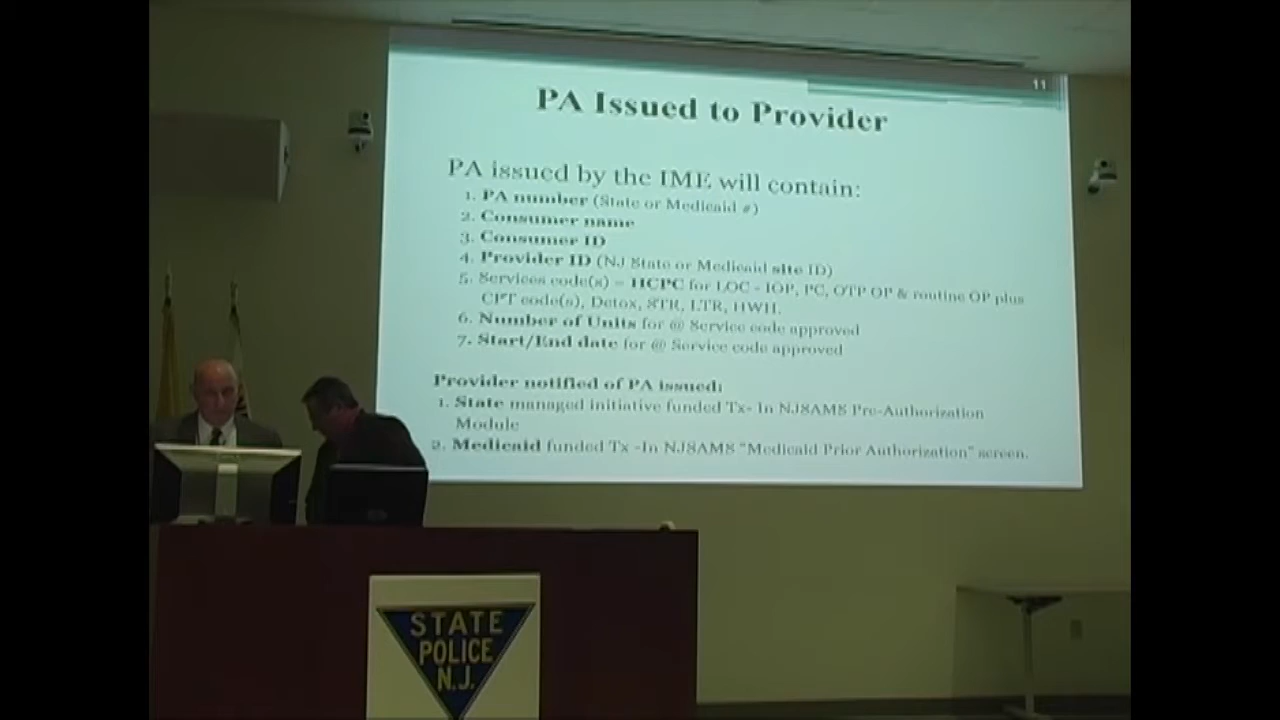 11
PA Issued to Provider
PA issued by the IME will contain:
1. PA number (State or Medicaid #)
2. Consumer name
3. Consumer ID
4. Provider ID (NJ State or Medicaid site ID)
5. Services code(s) – HCPC for LOC - IOP, PC, OTP OP & routine OP plus
CPT code(s), Detox, STR, LTR, HWH.
6. Number of Units for @ Service code approved
7. Start/End date for @ Service code approved
Provider notified of PA issued:
1. State managed initiative funded Tx- In NJSAMS Pre-Authorization
Module
2. Medicaid funded Tx -In NJSAMS "Medicaid Prior Authorization" screen.
STATE
POLICE
N.J.